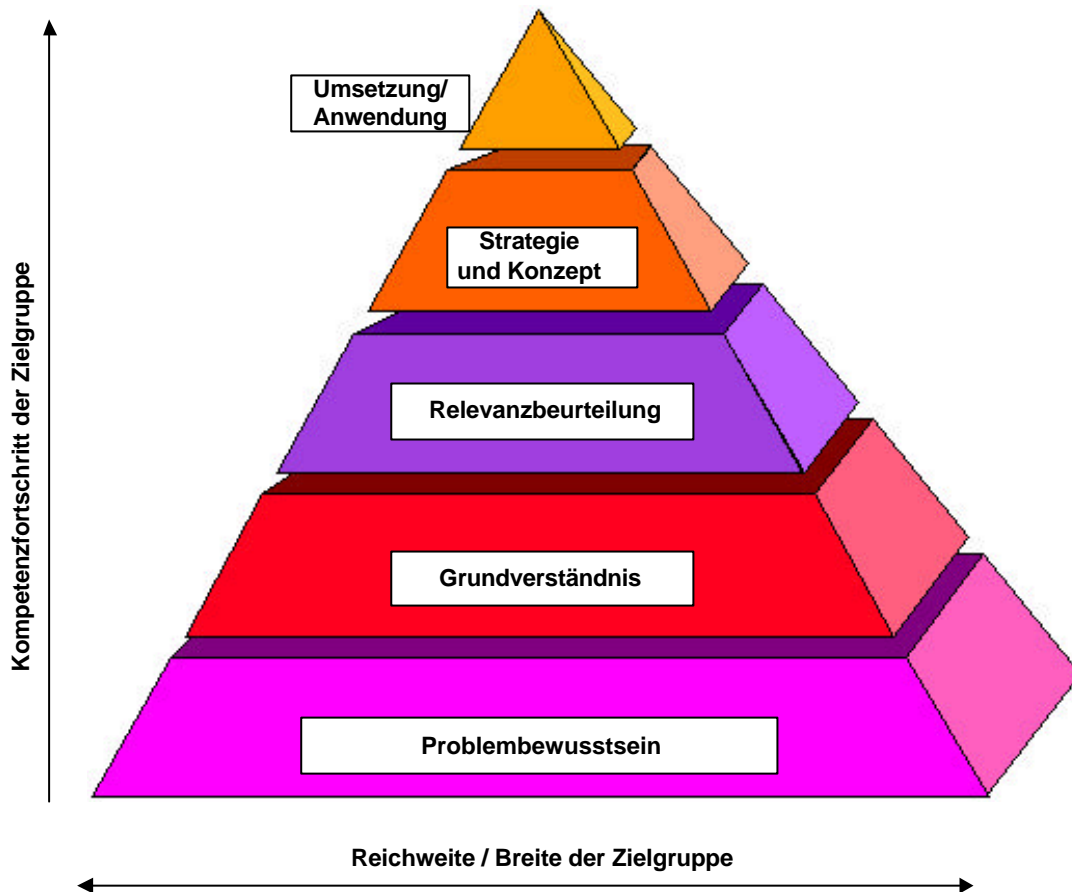 Umsetzung/
Anwendung
Strategie
und Konzept
Relevanzbeurteilung
Grundverständnis
Problembewusstsein
Kompetenzfortschritt der Zielgruppe
Reichweite / Breite der Zielgruppe